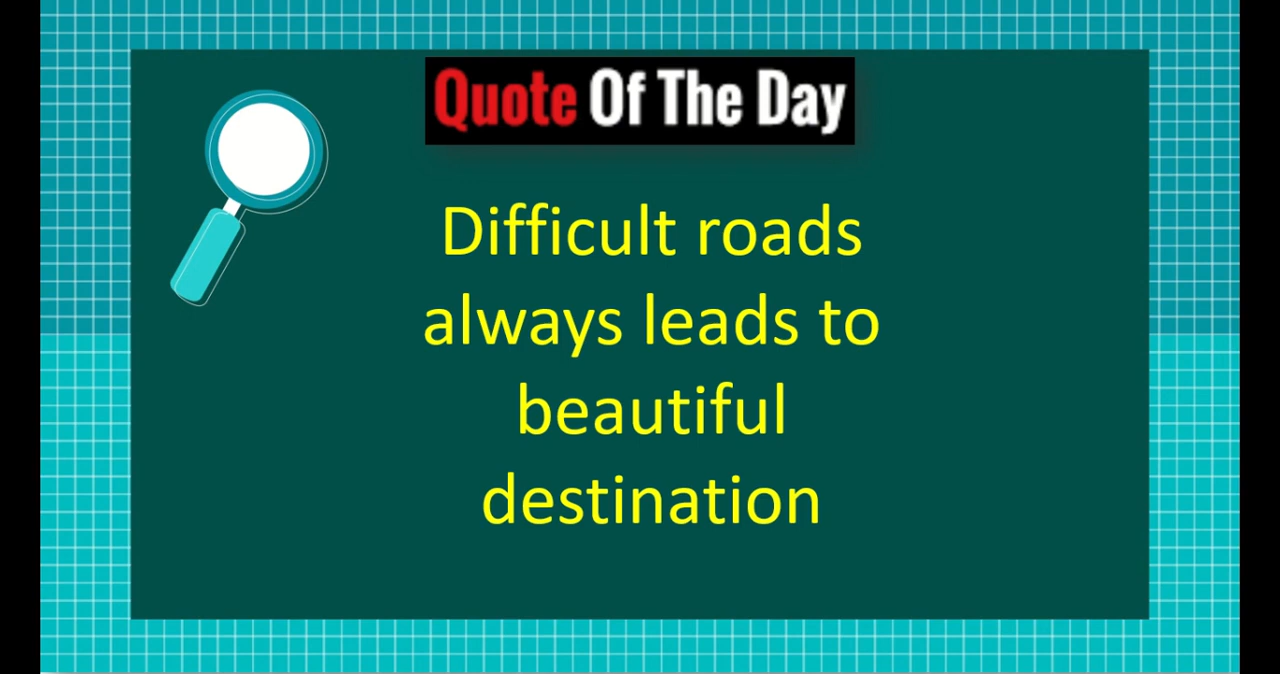 Quote Of The Day
Difficult roads
always leads to
beautiful
destination